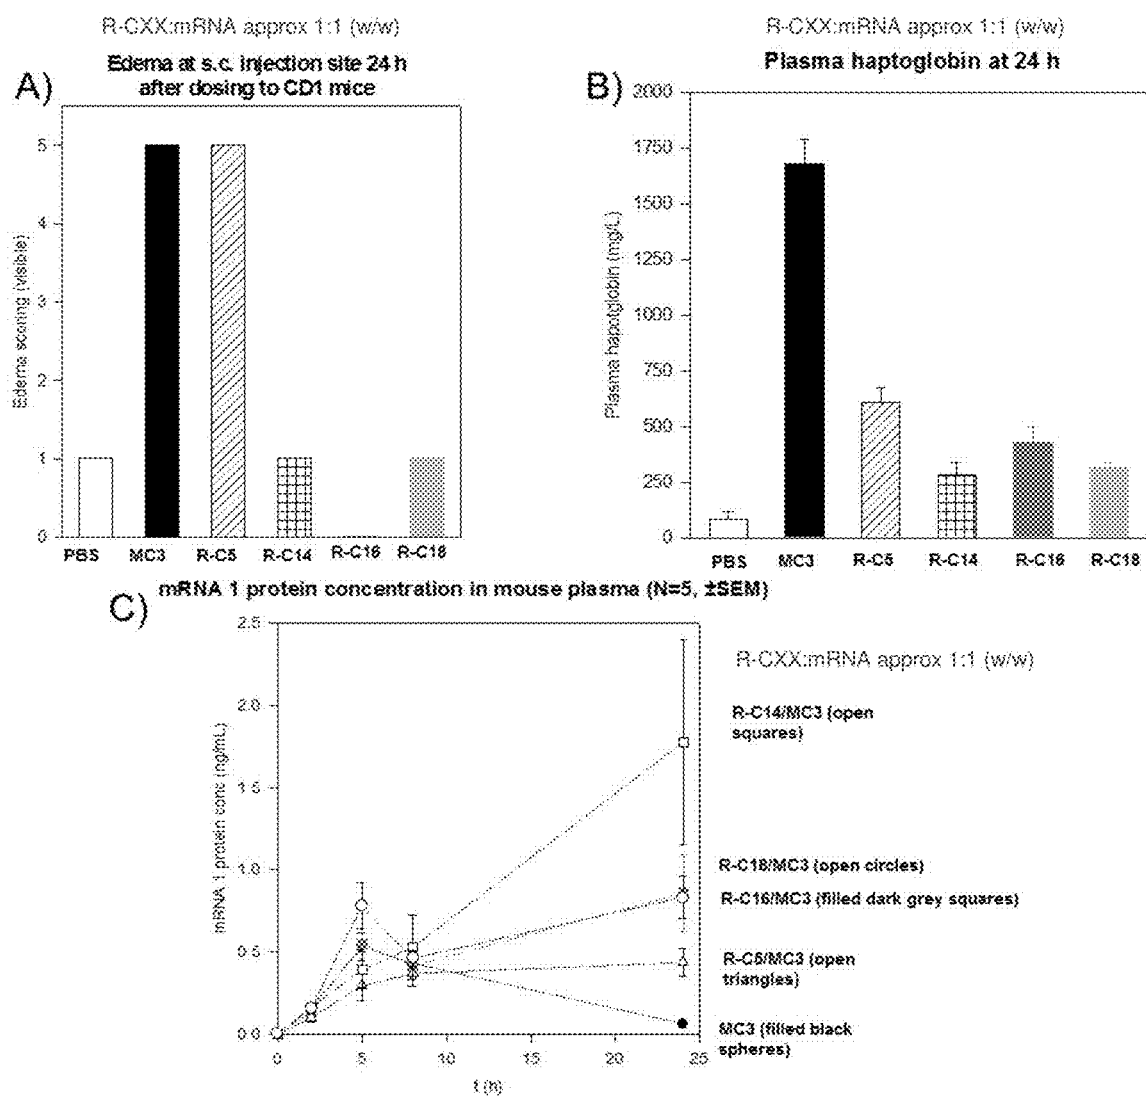 R-CXX:mRNA approx 1:1 (w/w)
Edema at s.c. injection site 24 h
after dosing to CD1 mice
A)
Edema scoring (visible)
5
4
3
2
1
0
PBS MC3 R-C5 R-C14 R-C16 R-C18
R-CXX:mRNA approx 1:1 (w/w)
Plasma haptoglobin at 24 h
B)
Plasma hapotglobin (mg/L)
2000
1750
1500
1250
1000
750
500
250
0
PBS MC3 R-C5 R-C14 R-C16 R-C18
mRNA 1 protein concentration in mouse plasma (N=5, ±SEM)
C)
mRNA 1 protein conc (ng/mL)
2.5
2.0
1.5
1.0
0.5
0.0
0 5 10 15 20 25
t (h)
R-CXX:mRNA approx 1:1 (w/w)
R-C14/MC3 (open
squares)
R-C18/MC3 (open circles)
R-C16/MC3 (filled dark grey squares)
R-C5/MC3 (open
triangles)
MC3 (filled black
spheres)